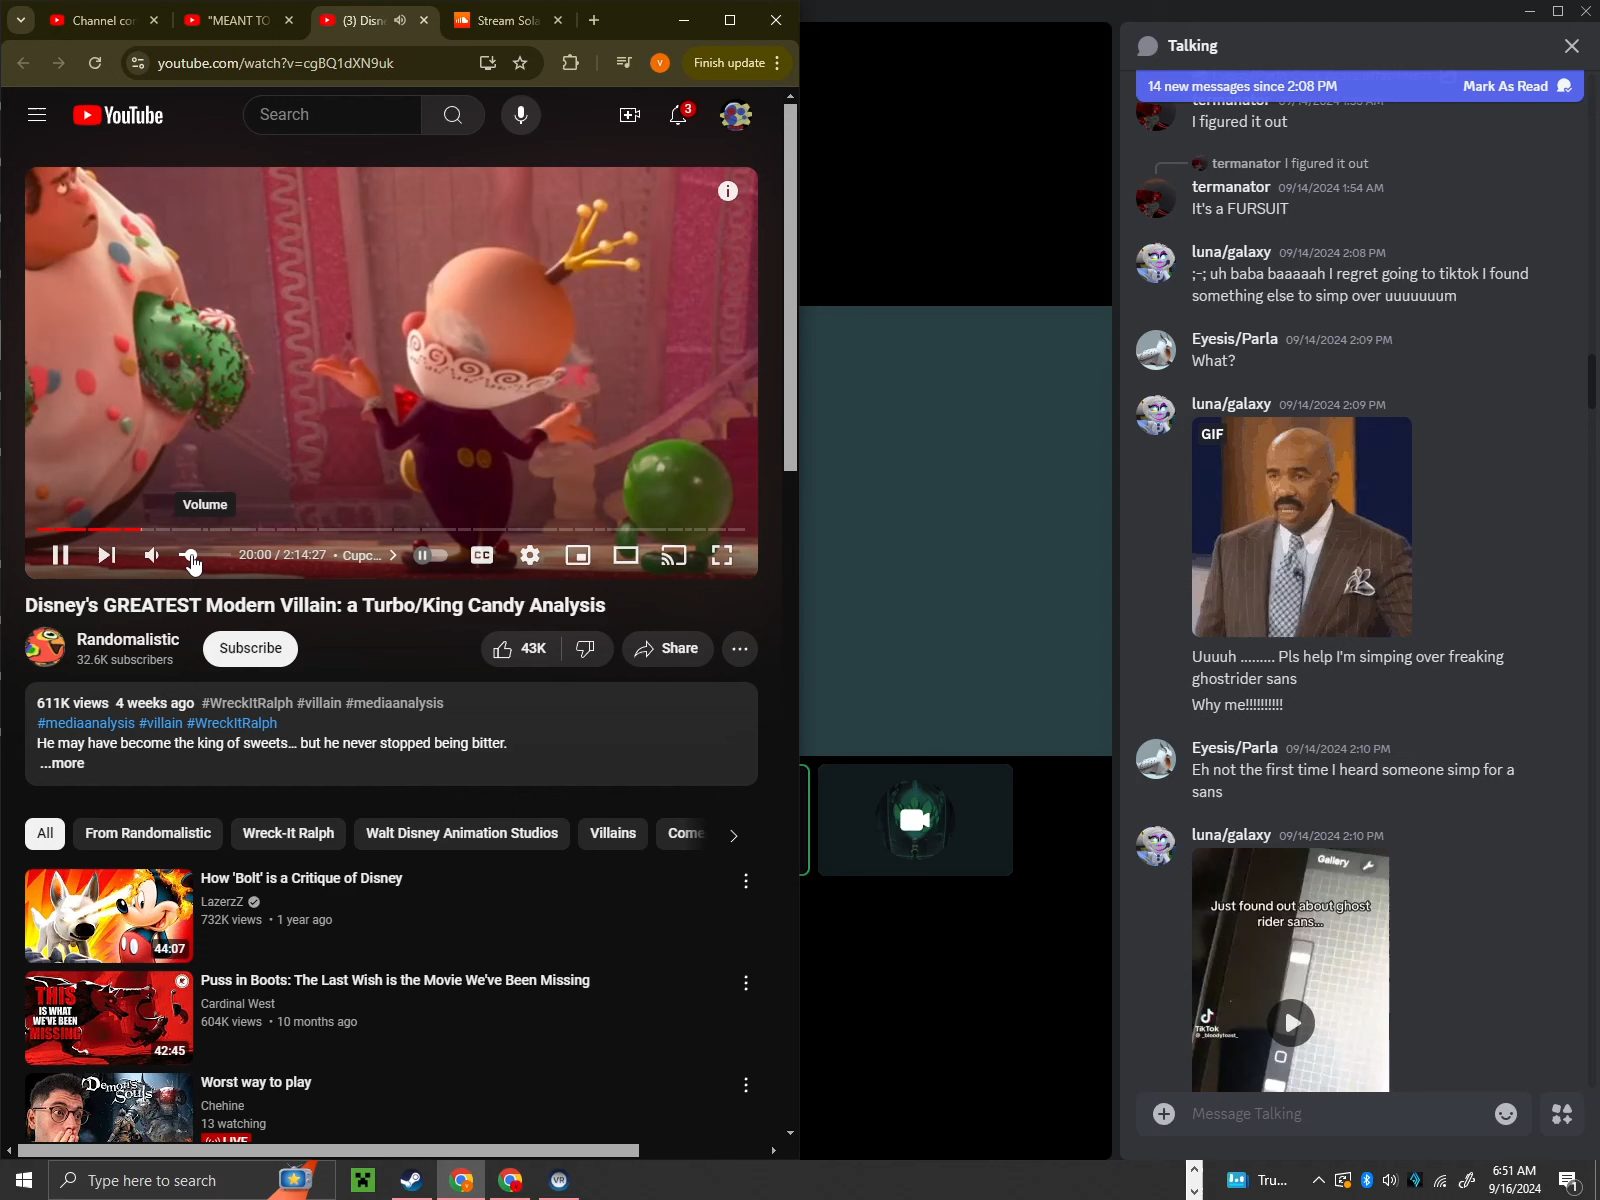 Channel co
"MEANT TO
(3) Disn
Stream Sola
youtube.com/watch?v=cgBQ1dXN9uk
V
Finish update
YouTube
Search
3
Volume
20:00 / 2:14:27 • Cupc...
CC
Disney's GREATEST Modern Villain: a Turbo/King Candy Analysis
Randomalistic
32.6K subscribers
Subscribe
43K
Share
611K views 4 weeks ago #WreckItRalph #villain #mediaanalysis
#mediaanalysis #villain #WreckItRalph
He may have become the king of sweets... but he never stopped being bitter.
...more
All
From Randomalistic
Wreck-It Ralph
Walt Disney Animation Studios
Villains
Come
How 'Bolt' is a Critique of Disney
LazerzZ
732K views • 1 year ago
44:07
THIS
IS WHAT
WE'VE BEEN
MISSING
42:45
Puss in Boots: The Last Wish is the Movie We've Been Missing
Cardinal West
604K views • 10 months ago
Demon's
Souls
Worst way to play
Chehine
13 watching
LIVE
Talking
14 new messages since 2:08 PM
Mark As Read
I figured it out
termanator I figured it out
termanator 09/14/2024 1:54 AM
It's a FURSUIT
luna/galaxy 09/14/2024 2:08 PM
;-; uh baba baaaaah I regret going to tiktok I found
something else to simp over uuuuuuum
Eyesis/Parla 09/14/2024 2:09 PM
What?
luna/galaxy 09/14/2024 2:09 PM
GIF
Uuuuh ......... Pls help I'm simping over freaking
ghostrider sans
Why me!!!!!!!!!!
Eyesis/Parla 09/14/2024 2:10 PM
Eh not the first time I heard someone simp for a
sans
luna/galaxy 09/14/2024 2:10 PM
Gallery
Just found out about ghost
rider sans...
TikTok
Message Talking
Type here to search
VR
Tru...
6:51 AM
9/16/2024
1